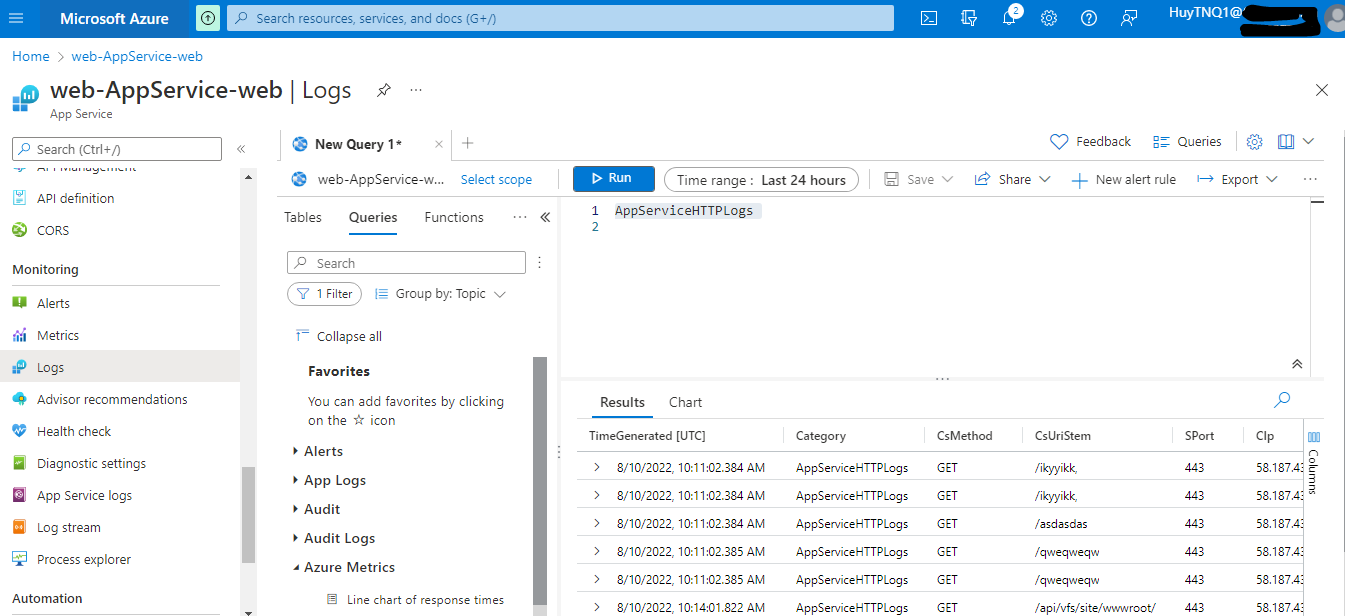 Microsoft Azure
Search resources, services, and docs (G+/)
2
HuyTNQ1@
Home > web-AppService-web
web-AppService-web | Logs
App Service
Search (Ctrl+/)
API Management
API definition
CORS
Monitoring
Alerts
Metrics
Logs
Advisor recommendations
Health check
Diagnostic settings
App Service logs
Log stream
Process explorer
Automation
New Query 1*
Feedback
Queries
web-AppService-w...
Select scope
Run
Time range : Last 24 hours
Save
Share
New alert rule
Export
Tables
Queries
Functions
Search
1 Filter
Group by: Topic
Collapse all
Favorites
You can add favorites by clicking
on the ☆ icon
Alerts
App Logs
Audit
Audit Logs
Azure Metrics
Line chart of response times
1 AppServiceHTTPLogs
2
Results
Chart
TimeGenerated [UTC] Category CsMethod CsUriStem SPort CIp
8/10/2022, 10:11:02.384 AM AppServiceHTTPLogs GET /ikyyikk, 443 58.187.43
8/10/2022, 10:11:02.384 AM AppServiceHTTPLogs GET /ikyyikk, 443 58.187.43
8/10/2022, 10:11:02.384 AM AppServiceHTTPLogs GET /asdasdas 443 58.187.43
8/10/2022, 10:11:02.385 AM AppServiceHTTPLogs GET /qweqweqw 443 58.187.43
8/10/2022, 10:11:02.385 AM AppServiceHTTPLogs GET /qweqweqw 443 58.187.43
8/10/2022, 10:14:01.822 AM AppServiceHTTPLogs GET /api/vfs/site/wwwroot/ 443 58.187.43
Columns